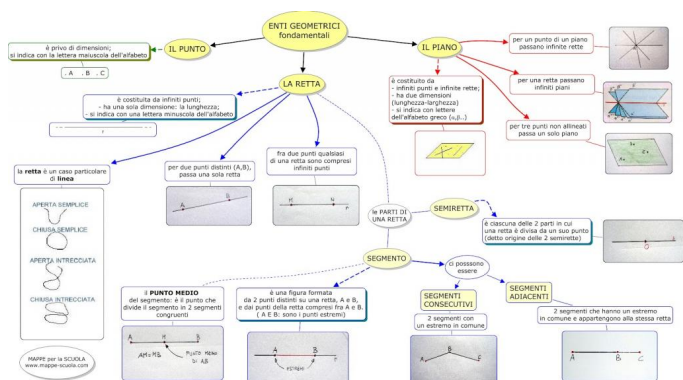 ENTI GEOMETRICI
fondamentali
IL PUNTO
è privo di dimensioni;
si indica con la lettera maiuscola dell'alfabeto
. A . B . C
IL PIANO
è costituito da
- infiniti punti e infinite rette;
- ha due dimensioni
(lunghezza-larghezza)
- si indica con lettere
dell'alfabeto greco (α,β..)
per un punto di un piano
passano infinite rette
per una retta passano
infiniti piani
per tre punti non allineati
passa un solo piano
LA RETTA
è costituita da infiniti punti;
- ha una sola dimensione: la lunghezza;
- si indica con una lettera minuscola dell'alfabeto
r
la retta è un caso particolare
di linea
APERTA SEMPLICE
CHIUSA SEMPLICE
APERTA INTRECCIATA
CHIUSA INTRECCIATA
per due punti distinti (A,B),
passa una sola retta
A
B
fra due punti qualsiasi
di una retta sono compresi
infiniti punti
M
N
le PARTI DI
UNA RETTA
SEMIRETTA
è ciascuna delle 2 parti in cui
una retta è divisa da un suo punto
(detto origine delle 2 semirette)
O
SEGMENTO
il PUNTO MEDIO
del segmento: è il punto che
divide il segmento in 2 segmenti
congruenti
A M B
AM=MB
PUNTO MEDIO
DI AB
è una figura formata
da 2 punti distinti su una retta, A e B,
e dai punti della retta compresi fra A e B.
( A E B: sono i punti estremi)
A B r
ESTREMI
ci posssono
essere
SEGMENTI
CONSECUTIVI
2 segmenti con
un estremo in comune
A B C
SEGMENTI
ADIACENTI
2 segmenti che hanno un estremo
in comune e appartengono alla stessa retta
A B C
MAPPE per la SCUOLA
www.mappe-scuola.com